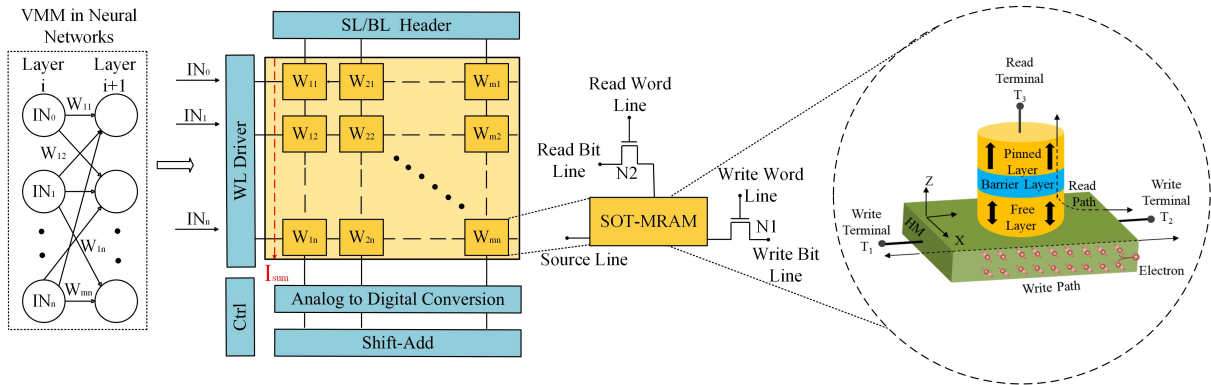 VMM in Neural
Networks
Layer
i
Layer
i+1
IN₀
W₁₁
W₁₂
IN₁
W₁ₙ
INₙ
Wₘₙ
IN₀
IN₁
INₙ
WL Driver
Ctrl
SL/BL Header
W₁₁
W₂₁
Wₘ₁
W₁₂
W₂₂
Wₘ₂
W₁ₙ
W₂ₙ
Wₘₙ
Iₛᵤₘ
Analog to Digital Conversion
Shift-Add
Read Word
Line
Read Bit
Line
N2
Write Word
Line
SOT-MRAM
N1
Source Line
Write Bit
Line
Read
Terminal
T₃
Pinned
Layer
Barrier Layer
Free
Layer
Read
Path
Write
Terminal
T₂
Write
Terminal
T₁
HM
Z
X
Electron
Write Path